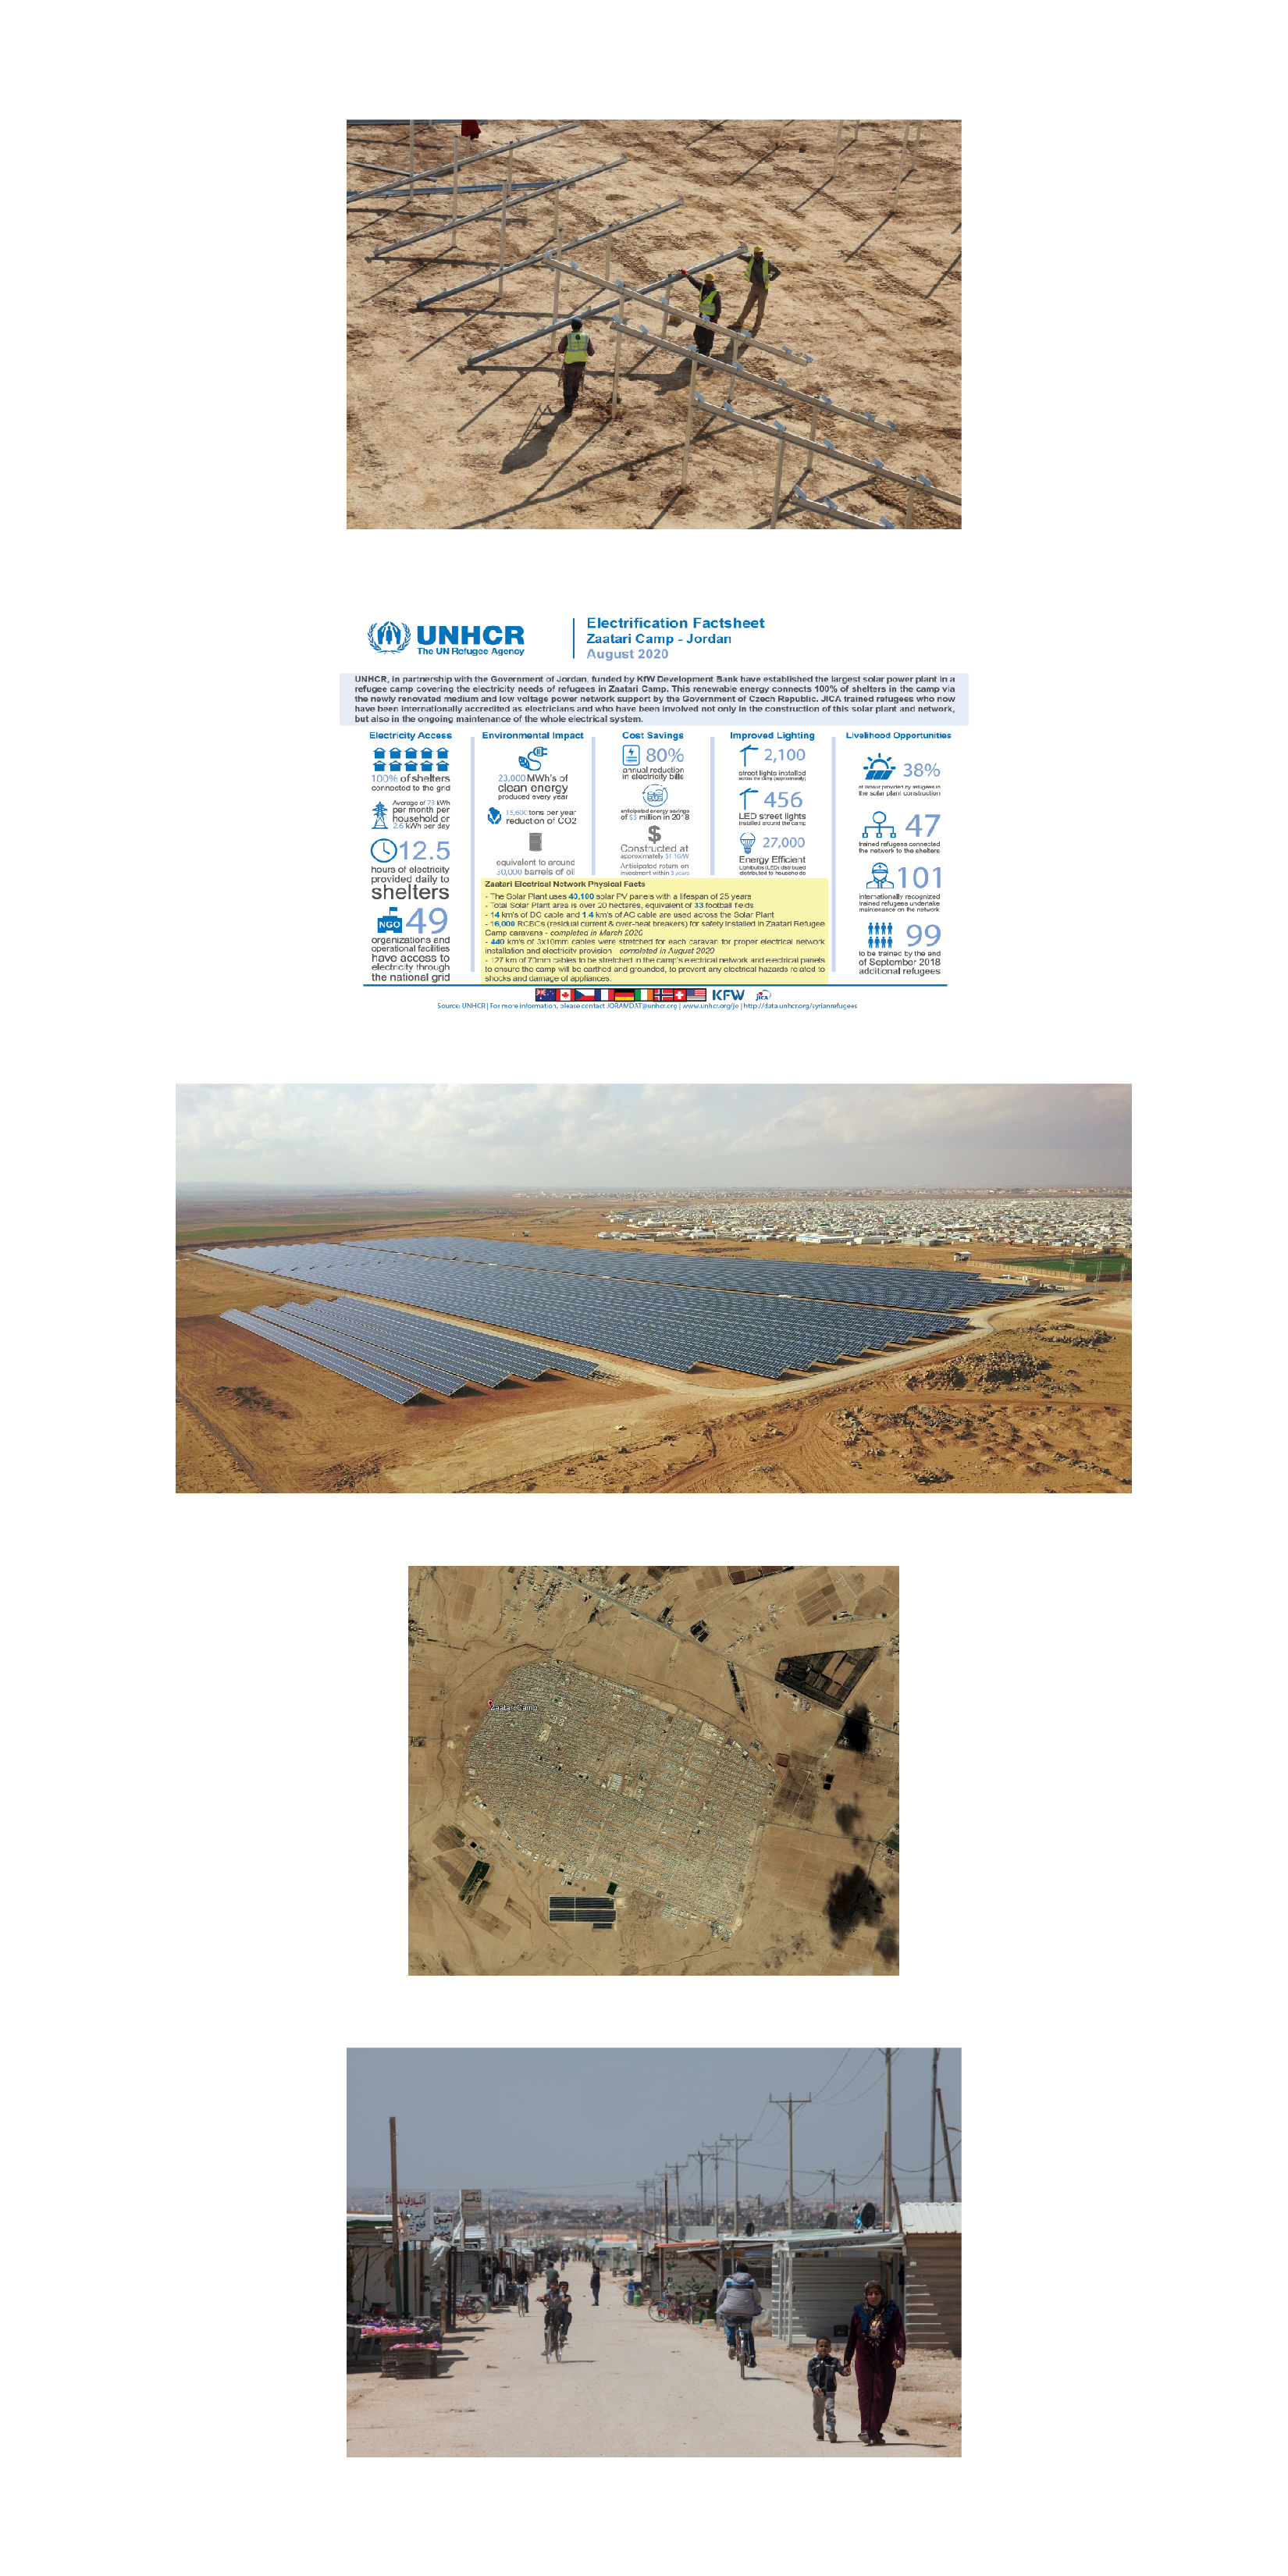 UNHCR
The UN Refugee Agency
Electrification Factsheet
Zaatari Camp - Jordan
August 2020
UNHCR, in partnership with the Government of Jordan, funded by KfW Development Bank have established the largest solar power plant in a
refugee camp covering the electricity needs of refugees in Zaatari Camp. This renewable energy connects 100% of shelters in the camp via
the newly renovated medium and low voltage power network support by the Government of Czech Republic. JICA trained refugees who now
have been internationally accredited as electricians and who have been involved not only in the construction of this solar plant and network,
but also in the ongoing maintenance of the whole electrical system.
Electricity Access
100% of shelters
connected to the grid
Average of 78 kWh
per month per
household or
2.6 kWh per day
12.5
hours of electricity
provided daily to
shelters
NGO 49
organizations and
operational facilities
have access to
electricity through
the national grid
Environmental Impact
23,000 MWh's of
clean energy
produced every year
15,600 tons per year
reduction of CO2
equivalent to around
30,000 barrels of oil
Cost Savings
80%
annual reduction
in electricity bills
anticipated energy savings
of $5 million in 2018
$
Constructed at
approximately $1.10/W
Anticipated return on
investment within 3 years
Improved Lighting
2,100
street lights installed
across the camp (approximately)
456
LED street lights
installed around the camp
27,000
Energy Efficient
Lightbulbs (LED) distributed
distributed to households
Livelihood Opportunities
38%
of labour provided by refugees in
the solar plant construction
47
trained refugees connected
the network to the shelters
101
internationally recognized
trained refugees undertake
maintenance on the network
99
to be trained by the end
of September 2018
additional refugees
Zaatari Electrical Network Physical Facts
- The Solar Plant uses 40,100 solar PV panels with a lifespan of 25 years
- Total Solar Plant area is over 20 hectares, equivalent of 33 football fields
- 14 km's of DC cable and 1.4 km's of AC cable are used across the Solar Plant
- 16,000 RCBOs (residual current & over-heat breakers) for safety installed in Zaatari Refugee
Camp caravans - completed in March 2020
- 440 km's of 3x10mm cables were stretched for each caravan for proper electrical network
installation and electricity provision - completed in August 2020
- 127 km of 70mm cables to be stretched in the camp's electrical network and electrical panels
to ensure the camp will be earthed and grounded, to prevent any electrical hazards related to
shocks and damage of appliances.
KFW
jica
Source: UNHCR | For more information, please contact JORAMDAT@unhcr.org | www.unhcr.org/jo | http://data.unhcr.org/syrianrefugees
Zaatari Camp